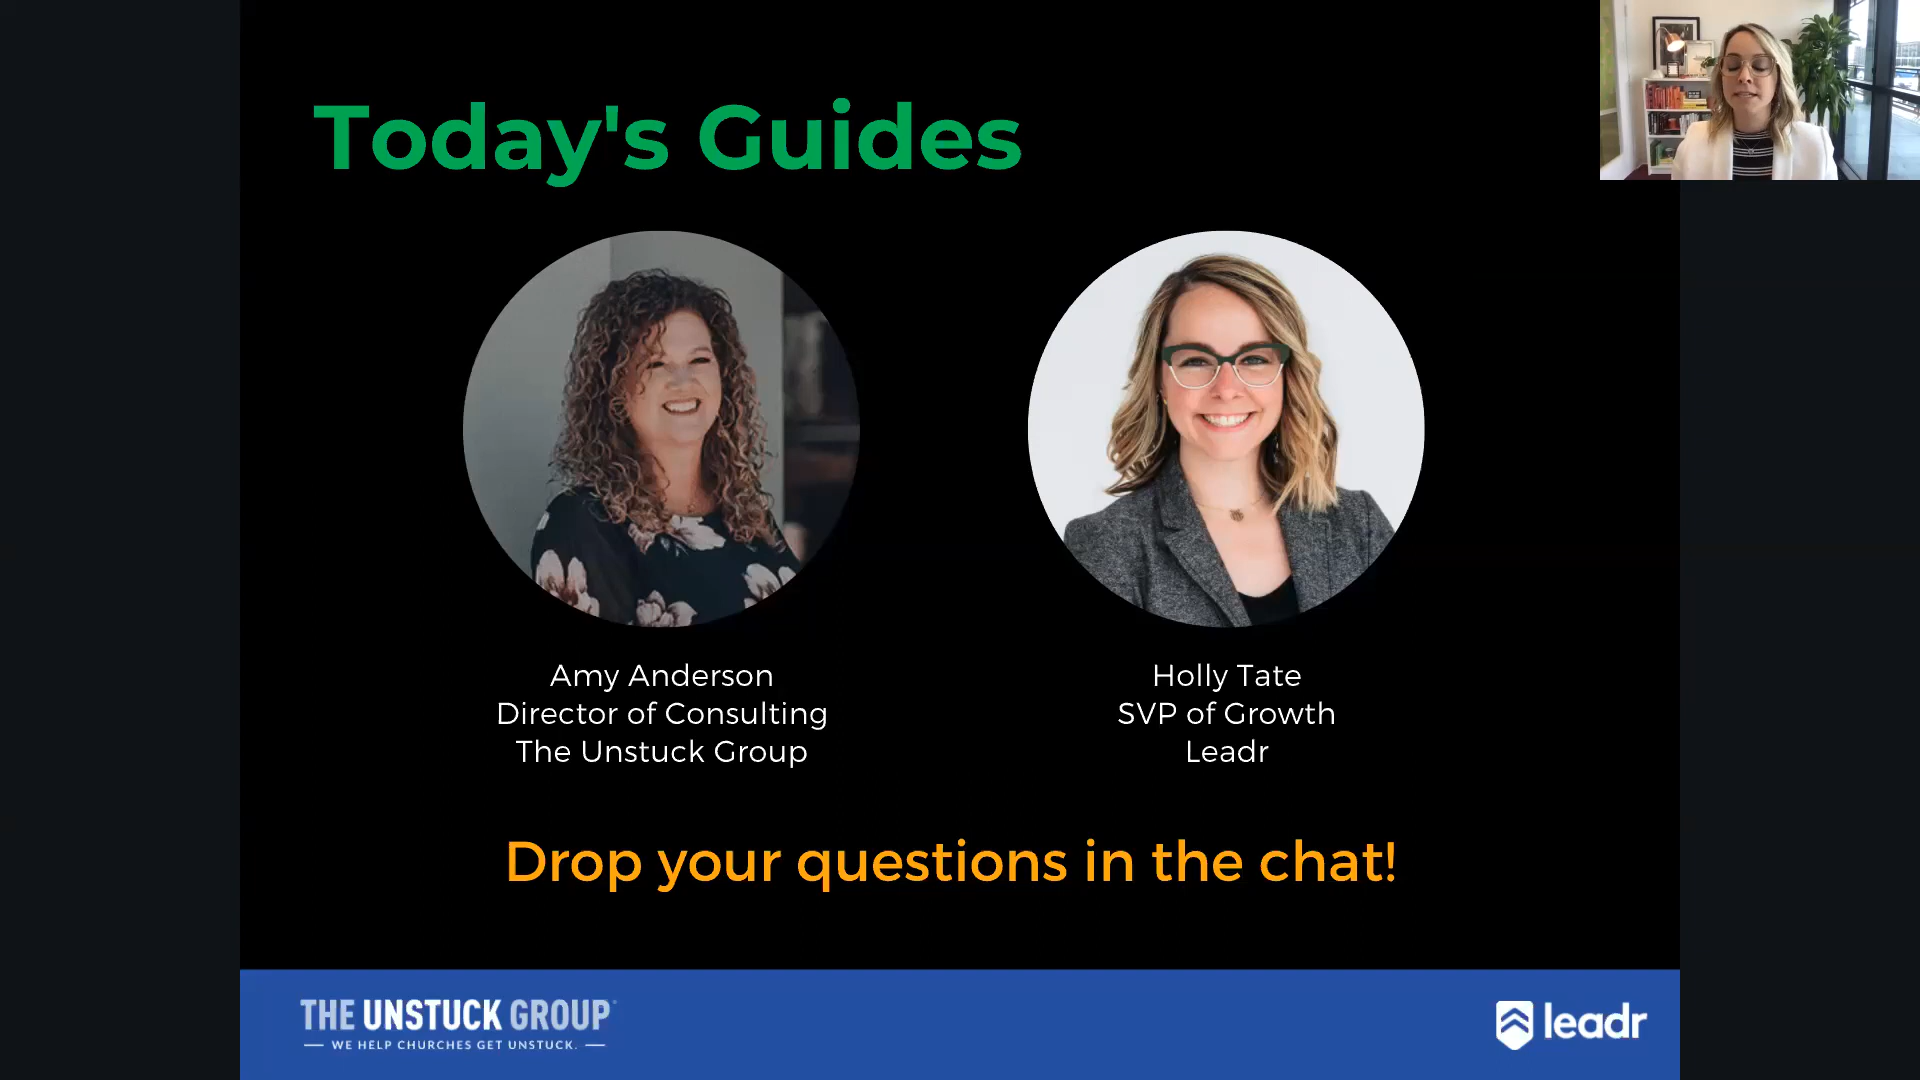 Today's Guides
Amy Anderson
Director of Consulting
The Unstuck Group
Holly Tate
SVP of Growth
Leadr
Drop your questions in the chat!
THE UNSTUCK GROUP
— WE HELP CHURCHES GET UNSTUCK. —
leadr